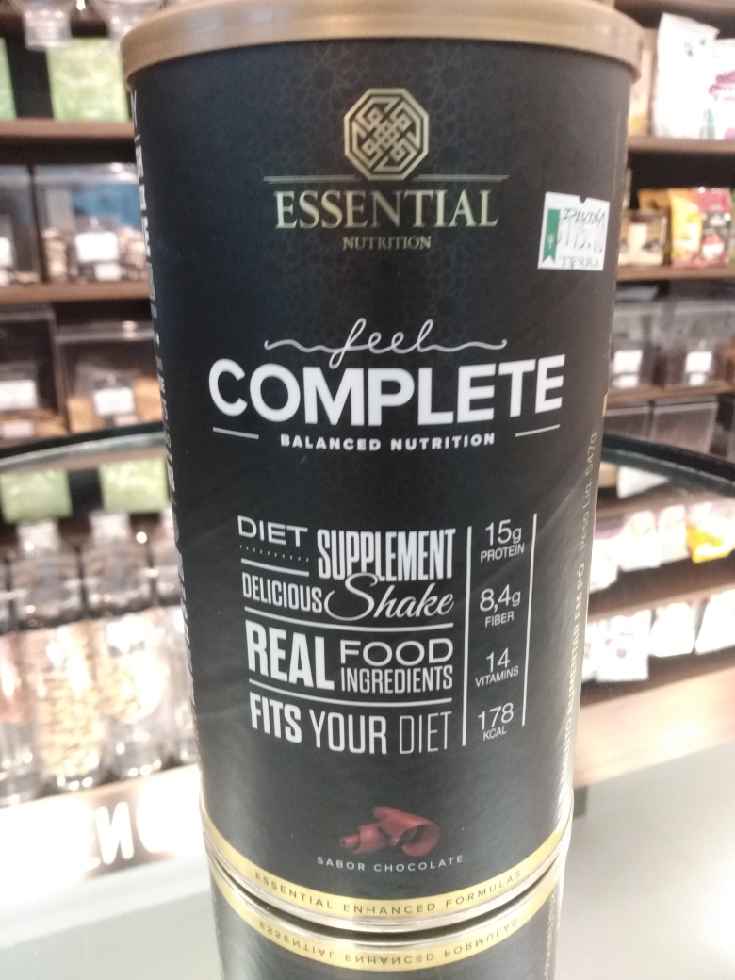 ESSENTIAL
NUTRITION
feel
COMPLETE
BALANCED NUTRITION
DIET SUPPLEMENT
DELICIOUS Shake
REAL FOOD INGREDIENTS
FITS YOUR DIET
15g
PROTEIN
8,4g
FIBER
14
VITAMINS
178
KCAL
SABOR CHOCOLATE
ESSENTIAL ENHANCED FORMULAS